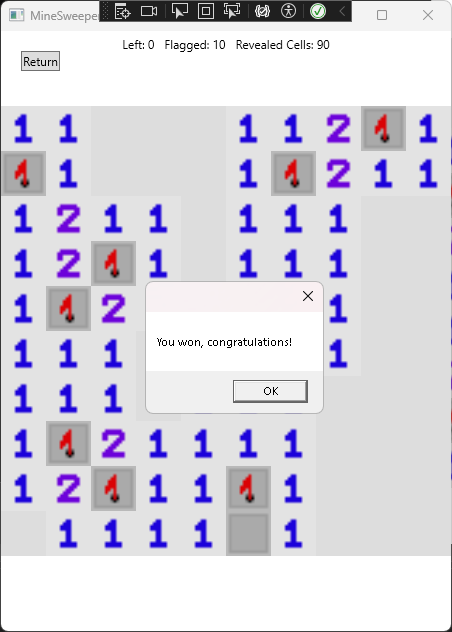 MineSweeper
Left: 0 Flagged: 10 Revealed Cells: 90
Return
1 1 1 1 2 1
1 1 2 1 1
1 2 1 1 1 1 1
1 2 1 1 1 1
1 2 1
1 1 1 1
1 1 1
1 2 1 1 1 1
1 2 1 1 1
1 1 1 1 1
You won, congratulations!
OK